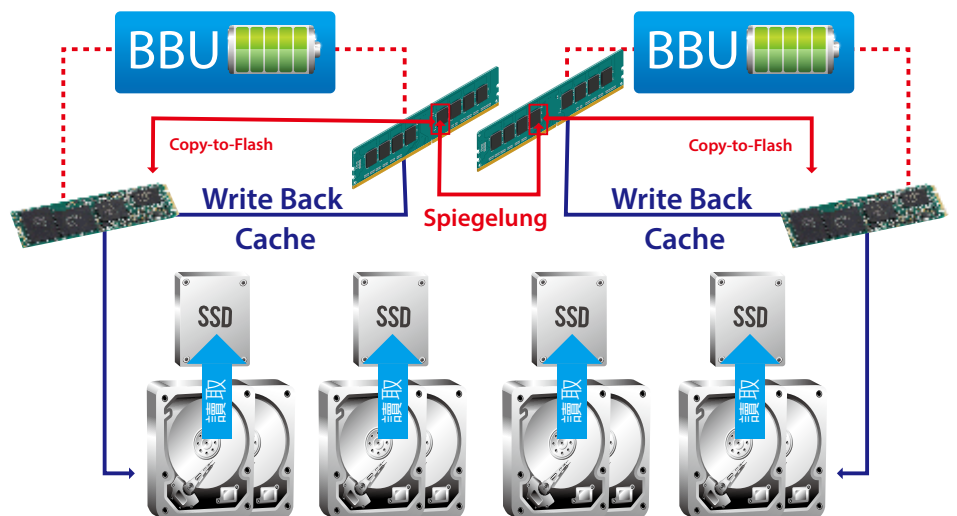 BBU
BBU
Copy-to-Flash
Copy-to-Flash
Write Back
Cache
Spiegelung
Write Back
Cache
SSD
SSD
SSD
SSD
讀取
讀取
讀取
讀取